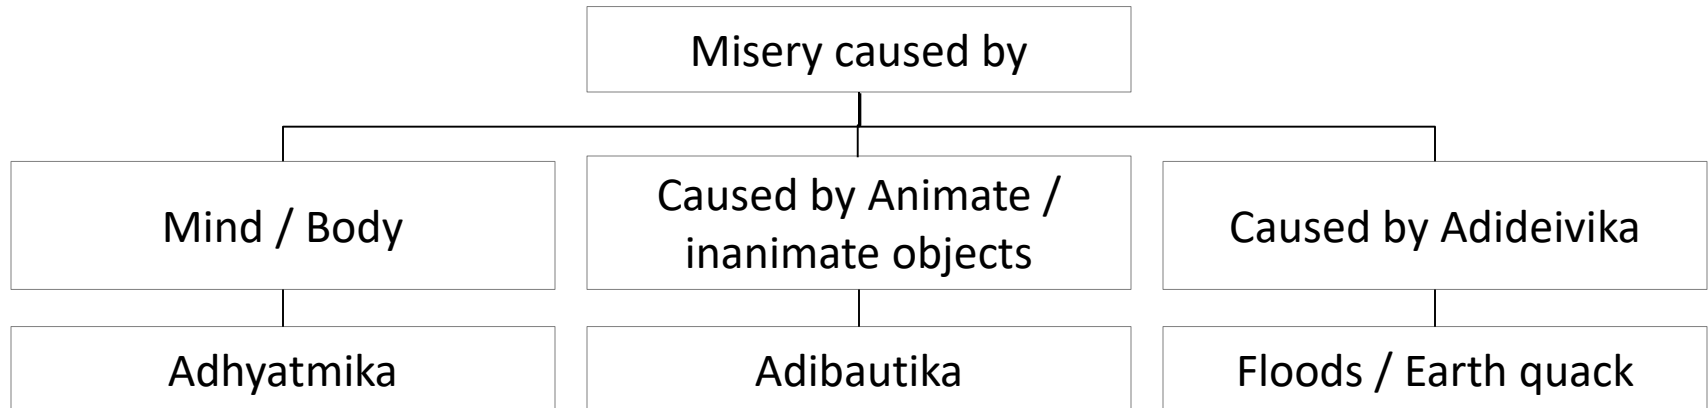 Misery caused by
Mind / Body
Caused by Animate /
inanimate objects
Caused by Adideivika
Adhyatmika
Adibautika
Floods / Earth quack